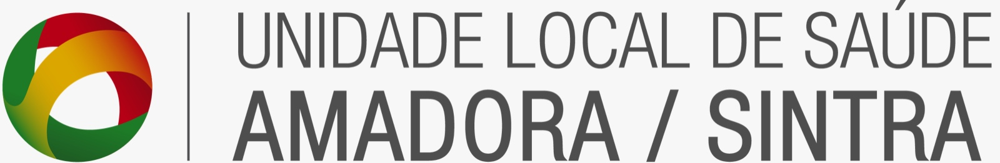 UNIDADE LOCAL DE SAÚDE
AMADORA / SINTRA